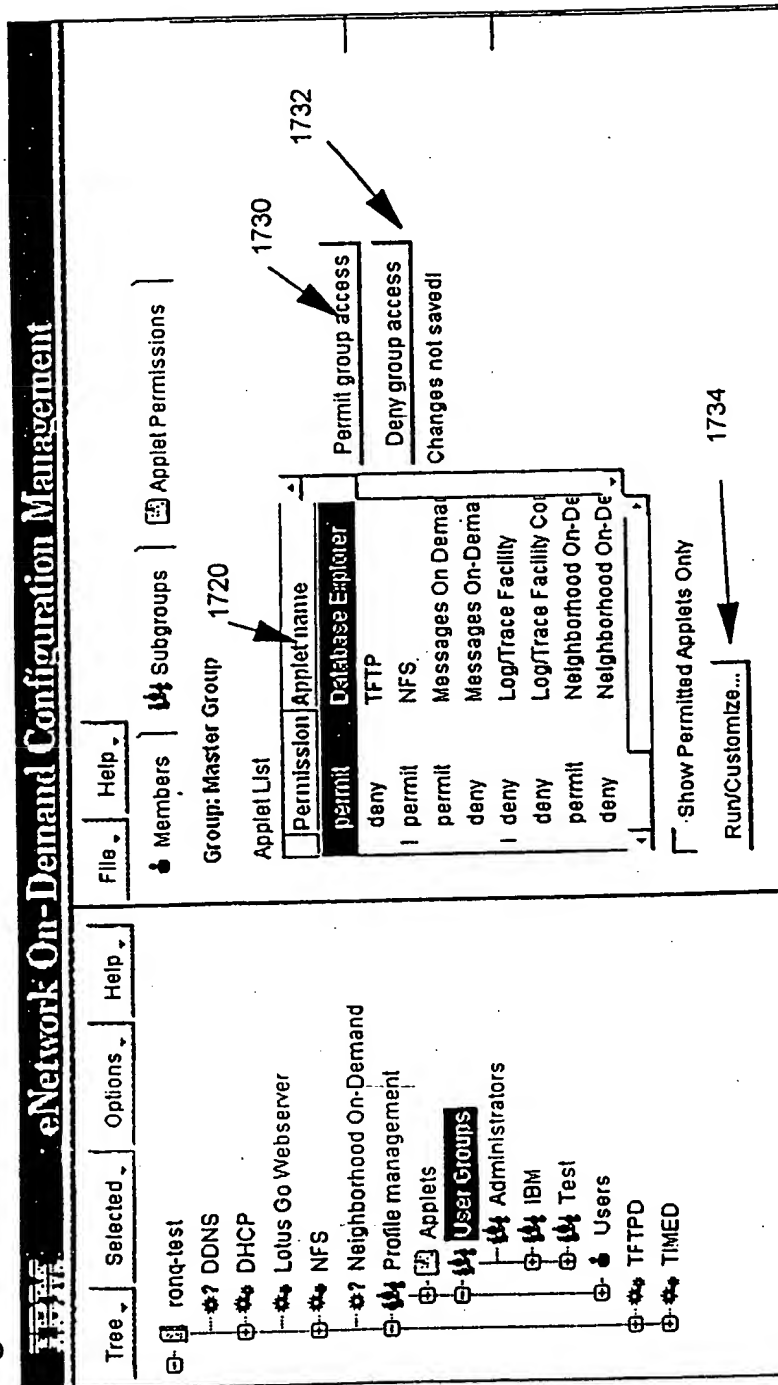 IBM
eNetwork On-Demand Configuration Management
Tree Selected Options Help
ronq-test
? DDNS
DHCP
Lotus Go Webserver
NFS
? Neighborhood On-Demand
Profile management
Applets
User Groups
Administrators
IBM
Test
Users
TFTPD
TIMED
File Help
Members Subgroups Applet Permissions
Group: Master Group
1720
Applet List
Permission Applet name
permit Database Explorer
deny TFTP
permit NFS
permit Messages On Demai
deny Messages On-Dema
deny Log/Trace Facility
deny Log/Trace Facility Coi
permit Neighborhood On-De
deny Neighborhood On-De
1730
Permit group access
1732
Deny group access
Changes not saved!
Show Permitted Applets Only
Run/Customize...
1734